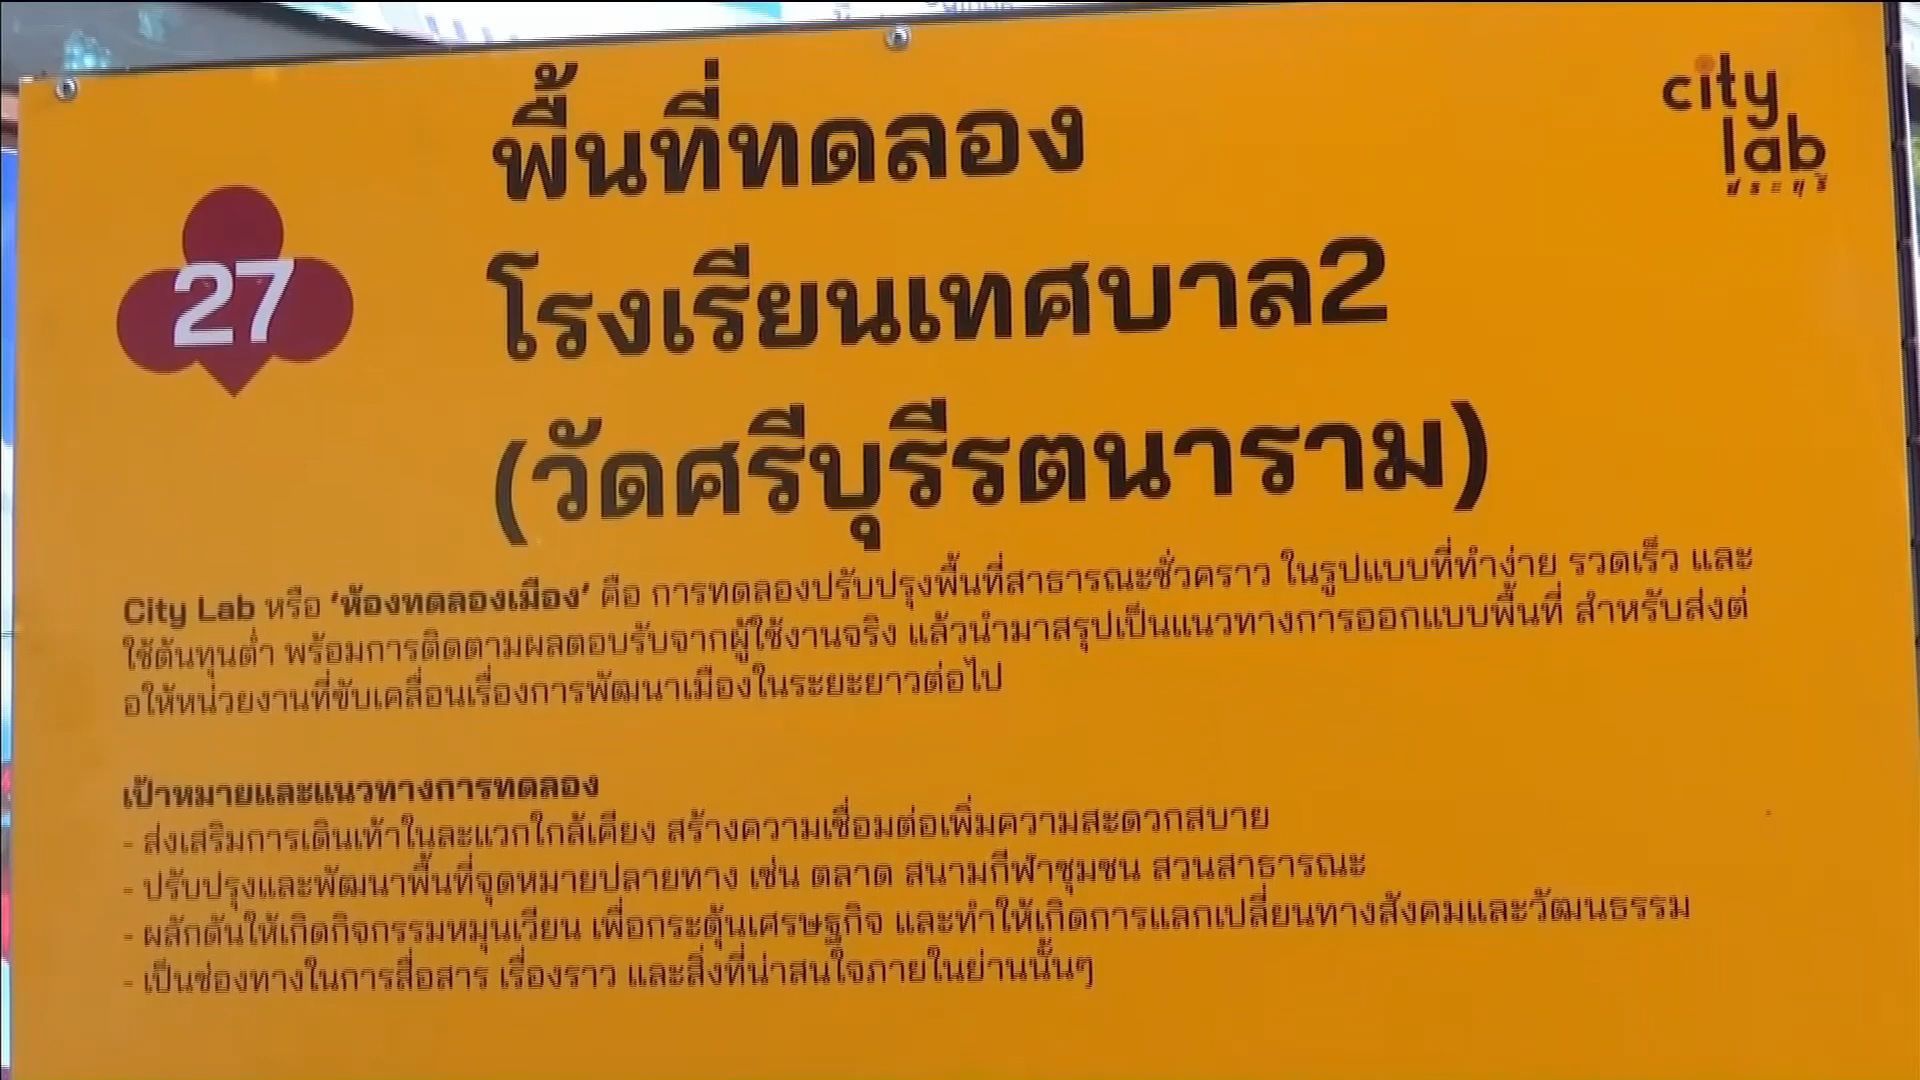 city
lab
สระบุรี
27
พื้นที่ทดลอง
โรงเรียนเทศบาล2
(วัดศรีบุรีรตนาราม)
City Lab หรือ ‘ห้องทดลองเมือง’ คือ การทดลองปรับปรุงพื้นที่สาธารณะชั่วคราว ในรูปแบบที่ทำง่าย รวดเร็ว และ
ใช้ต้นทุนต่ำ พร้อมการติดตามผลตอบรับจากผู้ใช้งานจริง แล้วนำมาสรุปเป็นแนวทางการออกแบบพื้นที่ สำหรับส่งต่
อให้หน่วยงานที่ขับเคลื่อนเรื่องการพัฒนาเมืองในระยะยาวต่อไป
เป้าหมายและแนวทางการทดลอง
- ส่งเสริมการเดินเท้าในละแวกใกล้เคียง สร้างความเชื่อมต่อเพิ่มความสะดวกสบาย
- ปรับปรุงและพัฒนาพื้นที่จุดหมายปลายทาง เช่น ตลาด สนามกีฬาชุมชน สวนสาธารณะ
- ผลักดันให้เกิดกิจกรรมหมุนเวียน เพื่อกระตุ้นเศรษฐกิจ และทำให้เกิดการแลกเปลี่ยนทางสังคมและวัฒนธรรม
- เป็นช่องทางในการสื่อสาร เรื่องราว และสิ่งที่น่าสนใจภายในย่านนั้นๆ